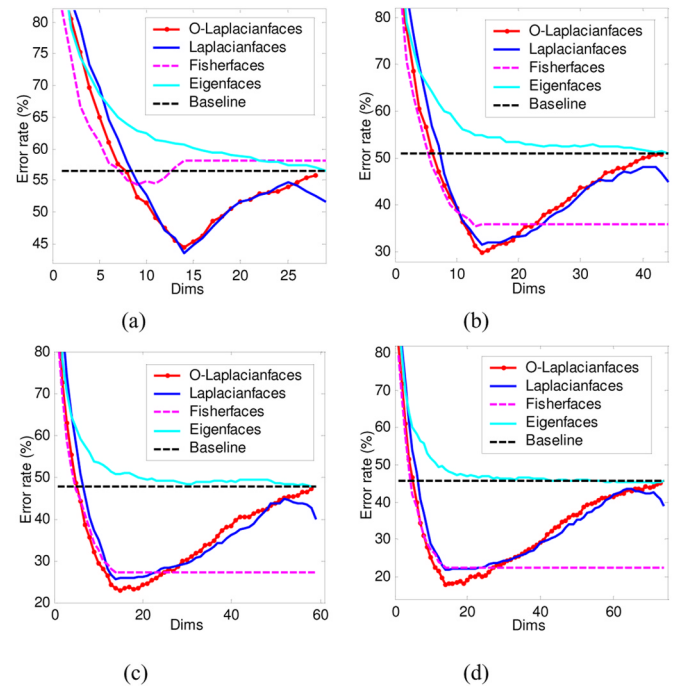 O-Laplacianfaces
Laplacianfaces
Fisherfaces
Eigenfaces
Baseline
Error rate (%)
80
75
70
65
60
55
50
45
0 5 10 15 20 25
Dims
(a)
O-Laplacianfaces
Laplacianfaces
Fisherfaces
Eigenfaces
Baseline
Error rate (%)
80
70
60
50
40
30
0 10 20 30 40
Dims
(b)
O-Laplacianfaces
Laplacianfaces
Fisherfaces
Eigenfaces
Baseline
Error rate (%)
80
70
60
50
40
30
20
0 20 40 60
Dims
(c)
O-Laplacianfaces
Laplacianfaces
Fisherfaces
Eigenfaces
Baseline
Error rate (%)
80
70
60
50
40
30
20
0 20 40 60
Dims
(d)